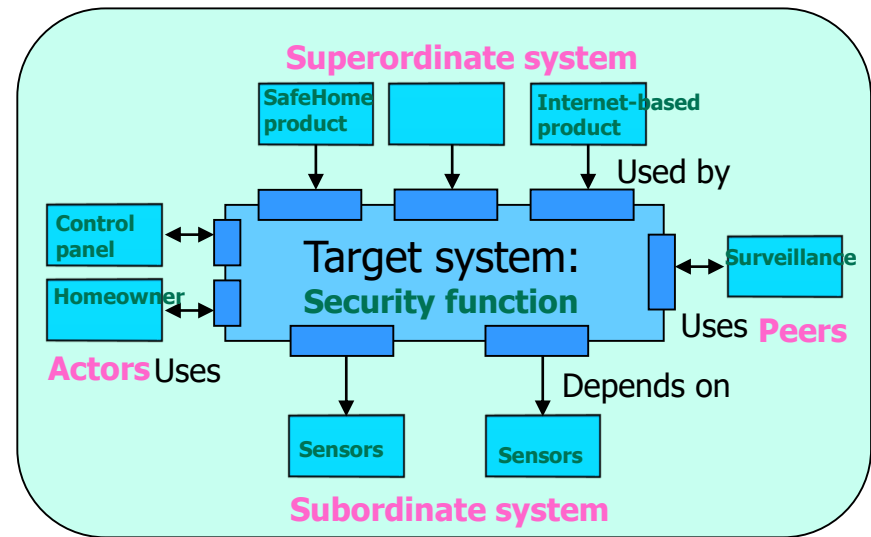 Superordinate system
SafeHome
product
Internet-based
product
Used by
Control
panel
Homeowner
Actors
Uses
Target system:
Security function
Surveillance
Uses
Peers
Depends on
Sensors
Sensors
Subordinate system